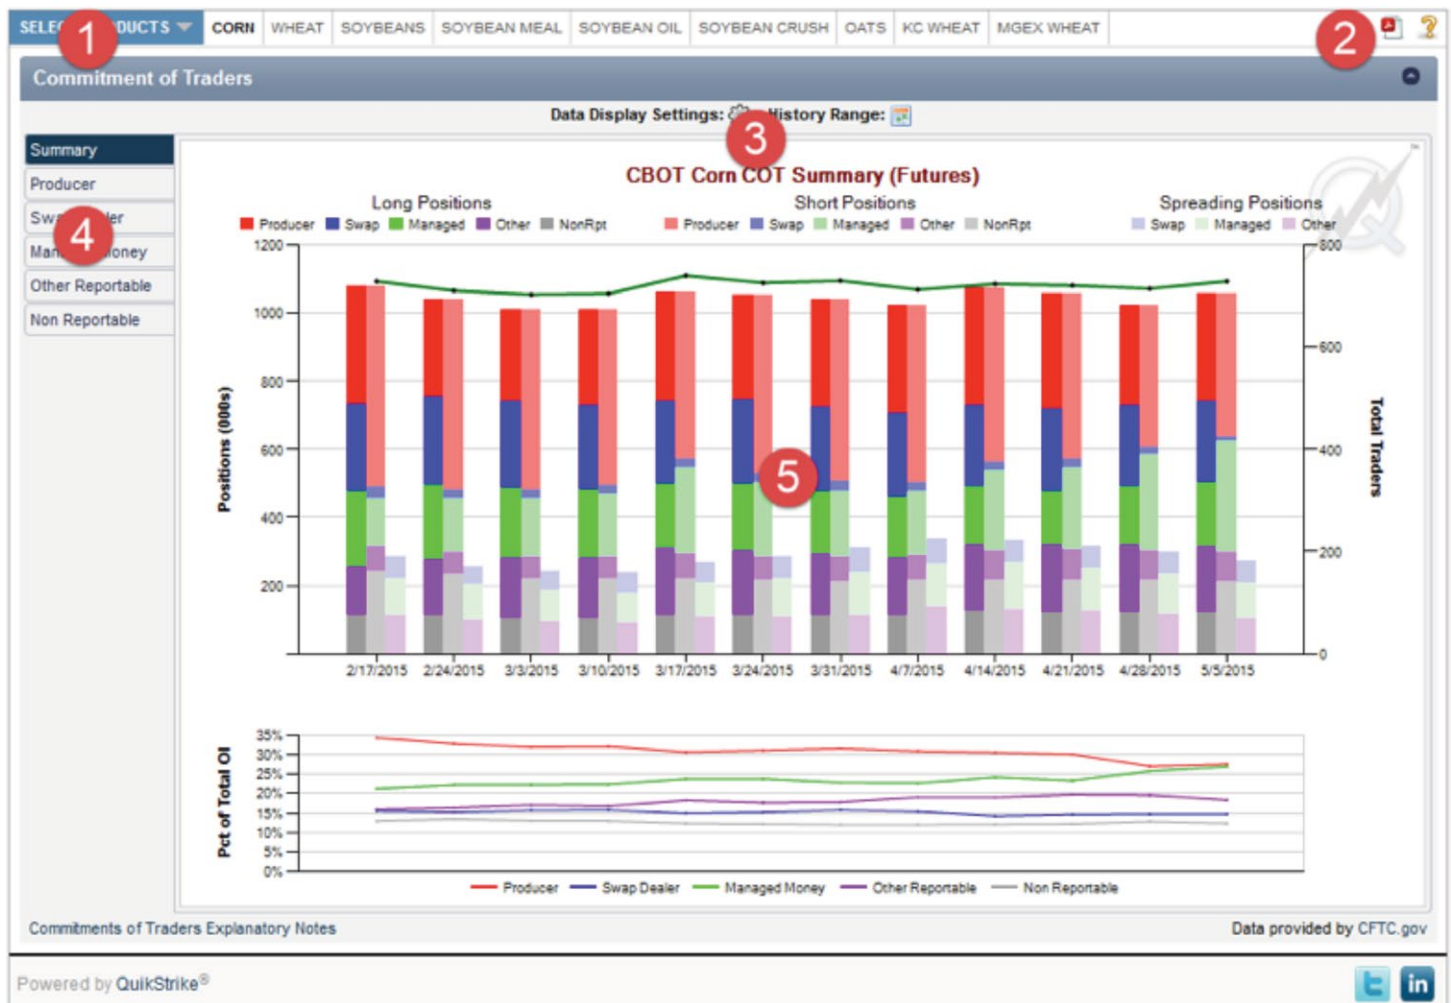 SELE 1 DUCTS CORN WHEAT SOYBEANS SOYBEAN MEAL SOYBEAN OIL SOYBEAN CRUSH OATS KC WHEAT MGEX WHEAT 2
Commitment of Traders
Data Display Settings: History Range:
3
Summary
Producer
4
Other Reportable
Non Reportable
CBOT Corn COT Summary (Futures)
Long Positions Short Positions Spreading Positions
Producer Swap Managed Other NonRpt Producer Swap Managed Other NonRpt Swap Managed Other
Positions (000s)
1200
1000
800
600
400
200
5
800
600
400
200
0
Total Traders
2/17/2015 2/24/2015 3/3/2015 3/10/2015 3/17/2015 3/24/2015 3/31/2015 4/7/2015 4/14/2015 4/21/2015 4/28/2015 5/5/2015
Pct of Total OI
35%
30%
25%
20%
15%
10%
5%
0%
Producer Swap Dealer Managed Money Other Reportable Non Reportable
Commitments of Traders Explanatory Notes Data provided by CFTC.gov
Powered by QuikStrike®
in